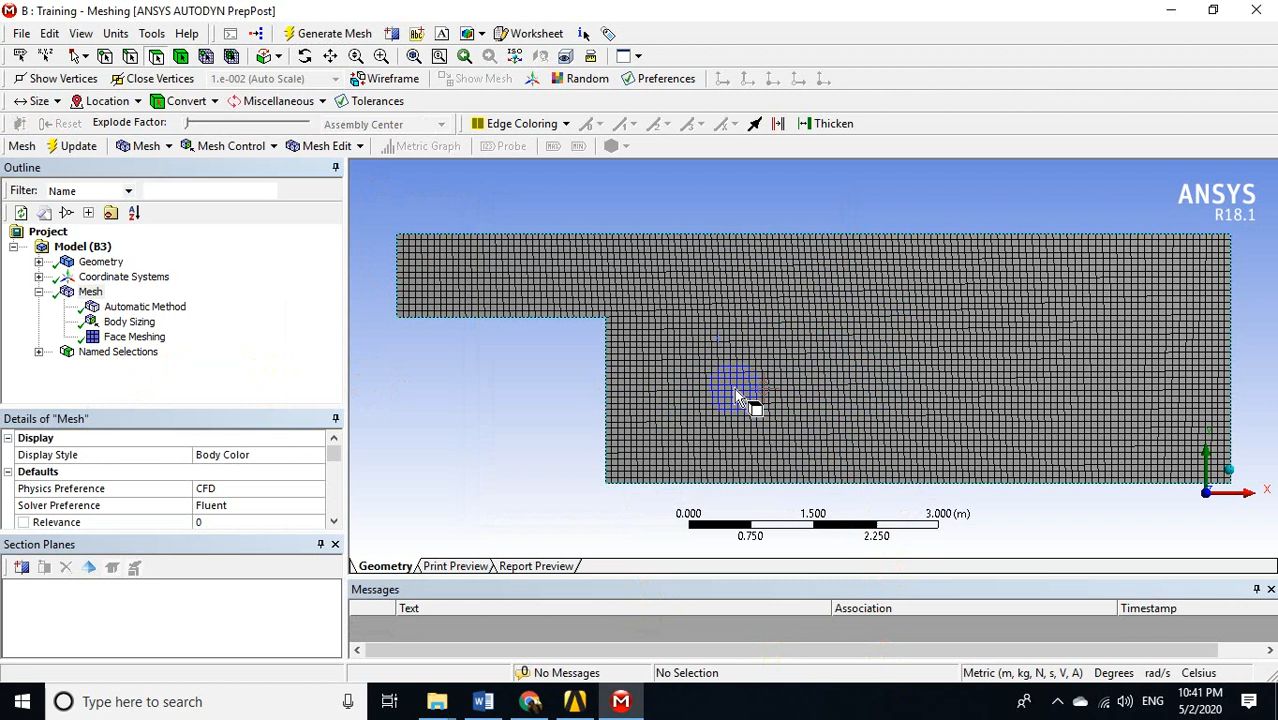 B : Training - Meshing [ANSYS AUTODYN PrepPost]
File Edit View Units Tools Help Generate Mesh Worksheet
Show Vertices Close Vertices 1.e-002 (Auto Scale) Wireframe Show Mesh Random Preferences
Size Location Convert Miscellaneous Tolerances
Reset Explode Factor: Assembly Center Edge Coloring Thicken
Mesh Update Mesh Mesh Control Mesh Edit Metric Graph Probe
Outline
Filter: Name
Project
Model (B3)
Geometry
Coordinate Systems
Mesh
Automatic Method
Body Sizing
Face Meshing
Named Selections
Details of "Mesh"
Display
Display Style Body Color
Defaults
Physics Preference CFD
Solver Preference Fluent
Relevance 0
Section Planes
ANSYS
R18.1
X
0.000 1.500 3.000 (m)
0.750 2.250
Geometry Print Preview Report Preview
Messages
Text Association Timestamp
No Messages No Selection Metric (m, kg, N, s, V, A) Degrees rad/s Celsius
Type here to search
ENG
10:41 PM
5/2/2020